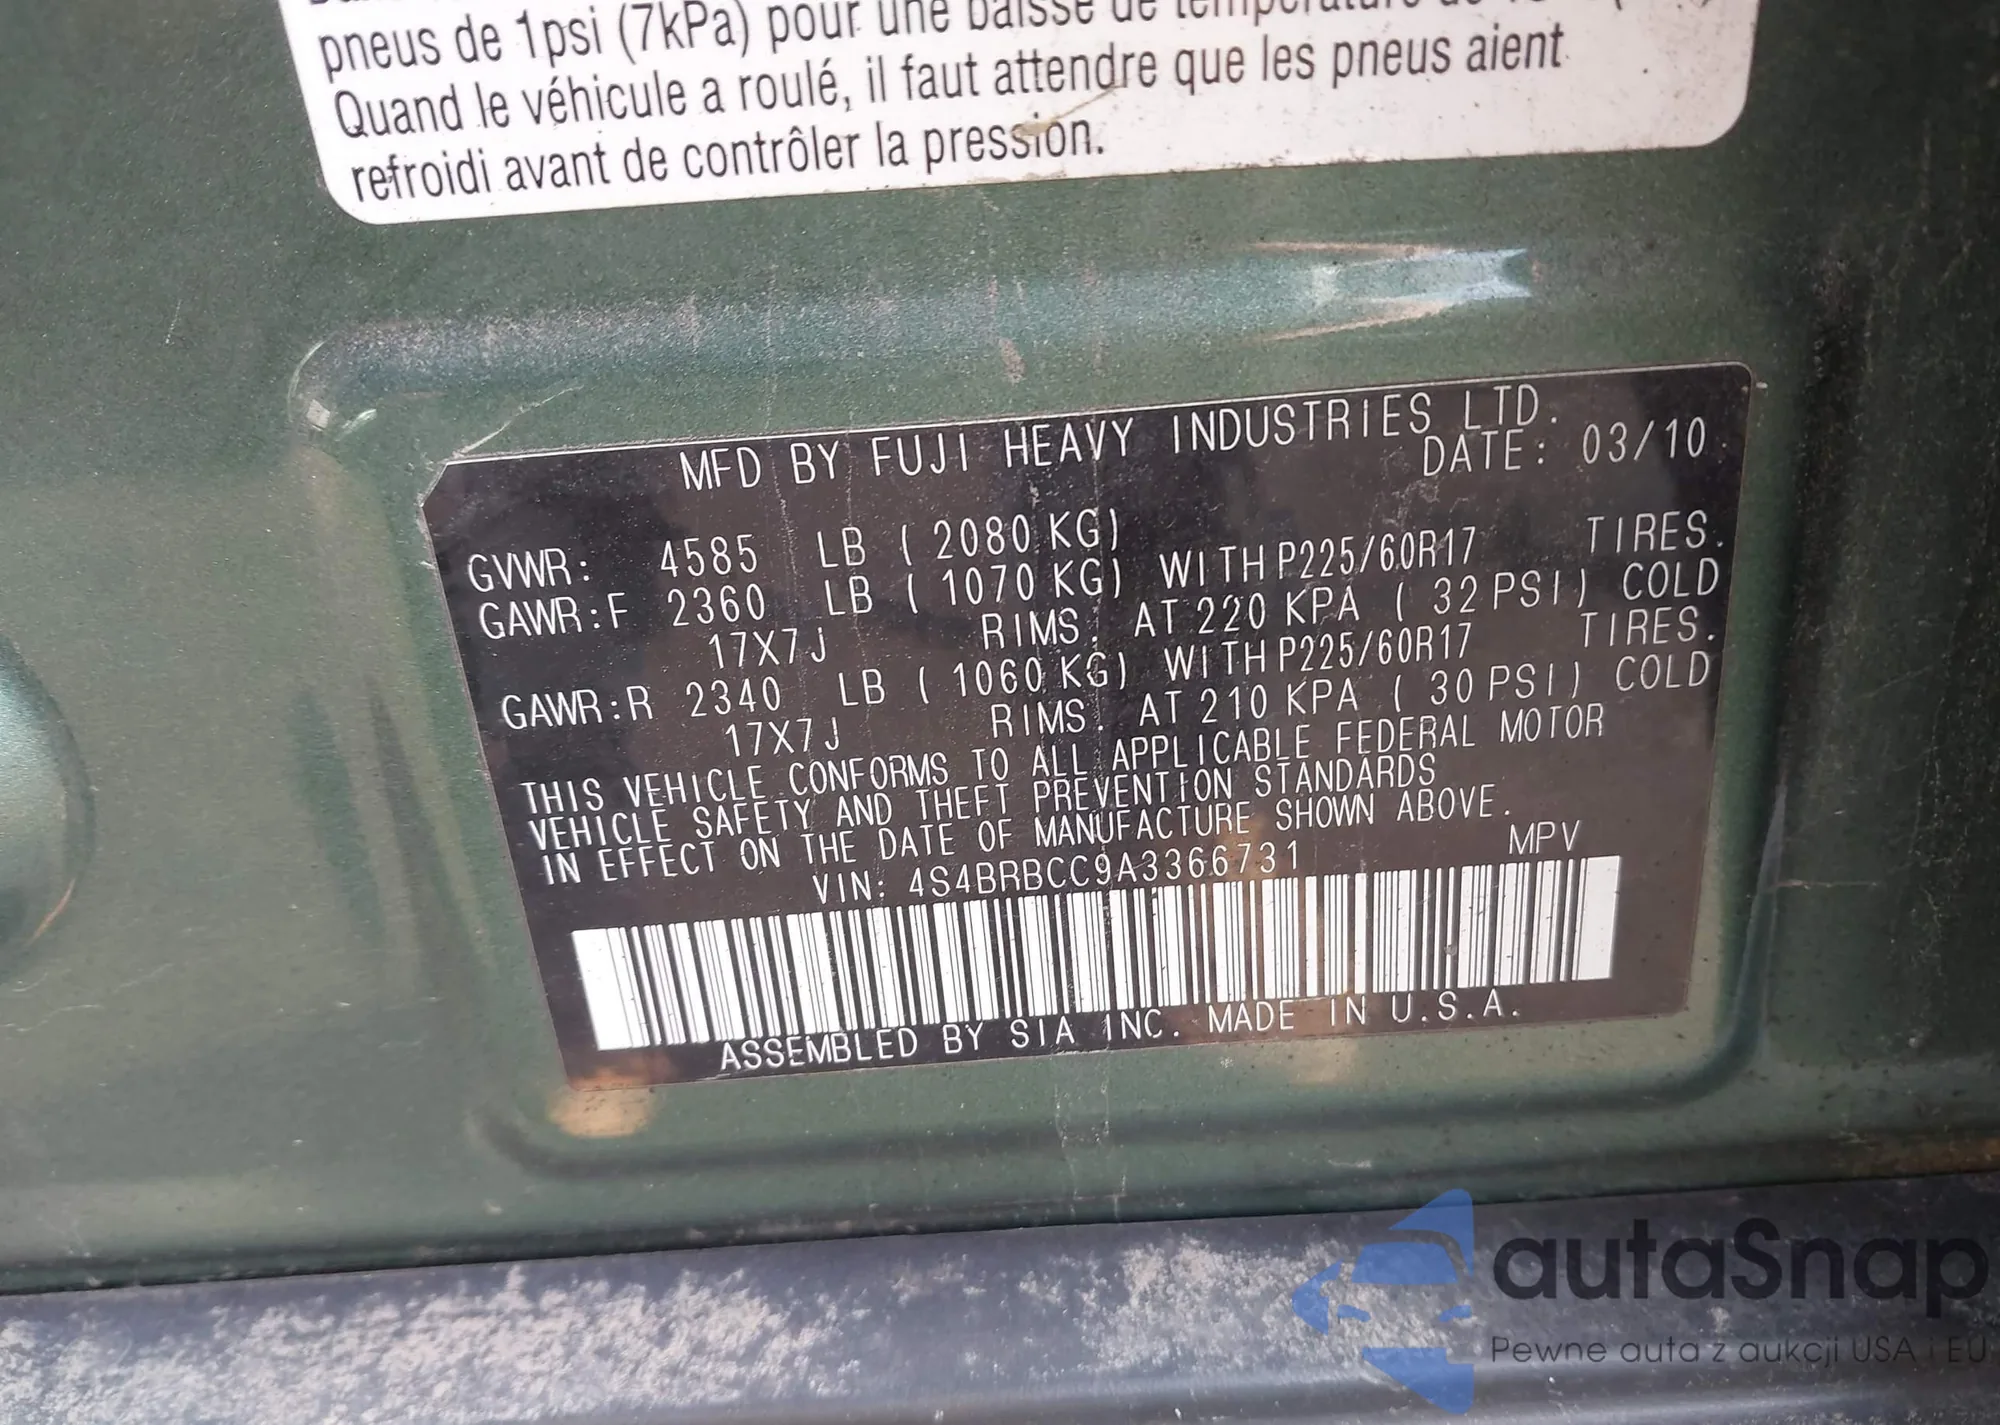 pneus de 1psi (7kPa) pour une baisse de température de
Quand le véhicule a roulé, il faut attendre que les pneus aient
refroidi avant de contrôler la pression.
MFD BY FUJI HEAVY INDUSTRIES LTD.
DATE: 03/10
GVWR: 4585 LB ( 2080 KG)
GAWR:F 2360 LB ( 1070 KG) WITH P225/60R17 TIRES.
17X7J RIMS. AT 220 KPA ( 32 PSI) COLD
GAWR:R 2340 LB ( 1060 KG) WITH P225/60R17 TIRES.
17X7J RIMS. AT 210 KPA ( 30 PSI) COLD
THIS VEHICLE CONFORMS TO ALL APPLICABLE FEDERAL MOTOR
VEHICLE SAFETY AND THEFT PREVENTION STANDARDS
IN EFFECT ON THE DATE OF MANUFACTURE SHOWN ABOVE.
VIN: 4S4BRBCC9A3366731 MPV
ASSEMBLED BY SIA INC. MADE IN U.S.A.
autaSnap
Pewne auta z aukcji USA i EU